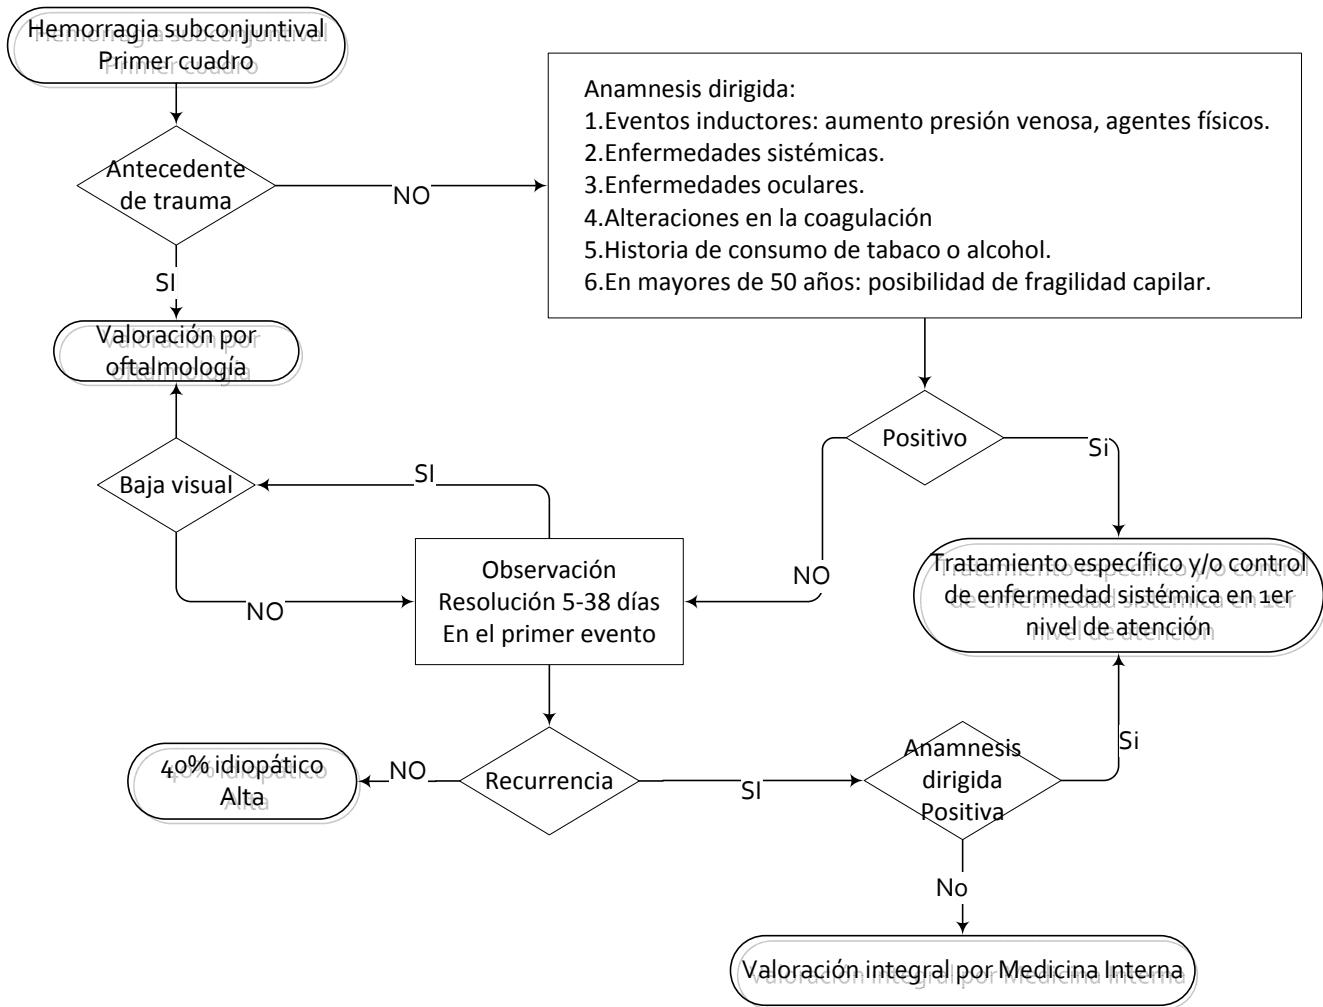 Hemorragia subconjuntival
Primer cuadro
Antecedente
de trauma
NO
SI
Anamnesis dirigida:
1.Eventos inductores: aumento presión venosa, agentes físicos.
2.Enfermedades sistémicas.
3.Enfermedades oculares.
4.Alteraciones en la coagulación
5.Historia de consumo de tabaco o alcohol.
6.En mayores de 50 años: posibilidad de fragilidad capilar.
Valoración por
oftalmología
Positivo
Si
NO
Baja visual
SI
NO
Observación
Resolución 5-38 días
En el primer evento
Tratamiento específico y/o control
de enfermedad sistémica en 1er
nivel de atención
Recurrencia
NO
40% idiopático
Alta
SI
Anamnesis
dirigida
Positiva
Si
No
Valoración integral por Medicina Interna